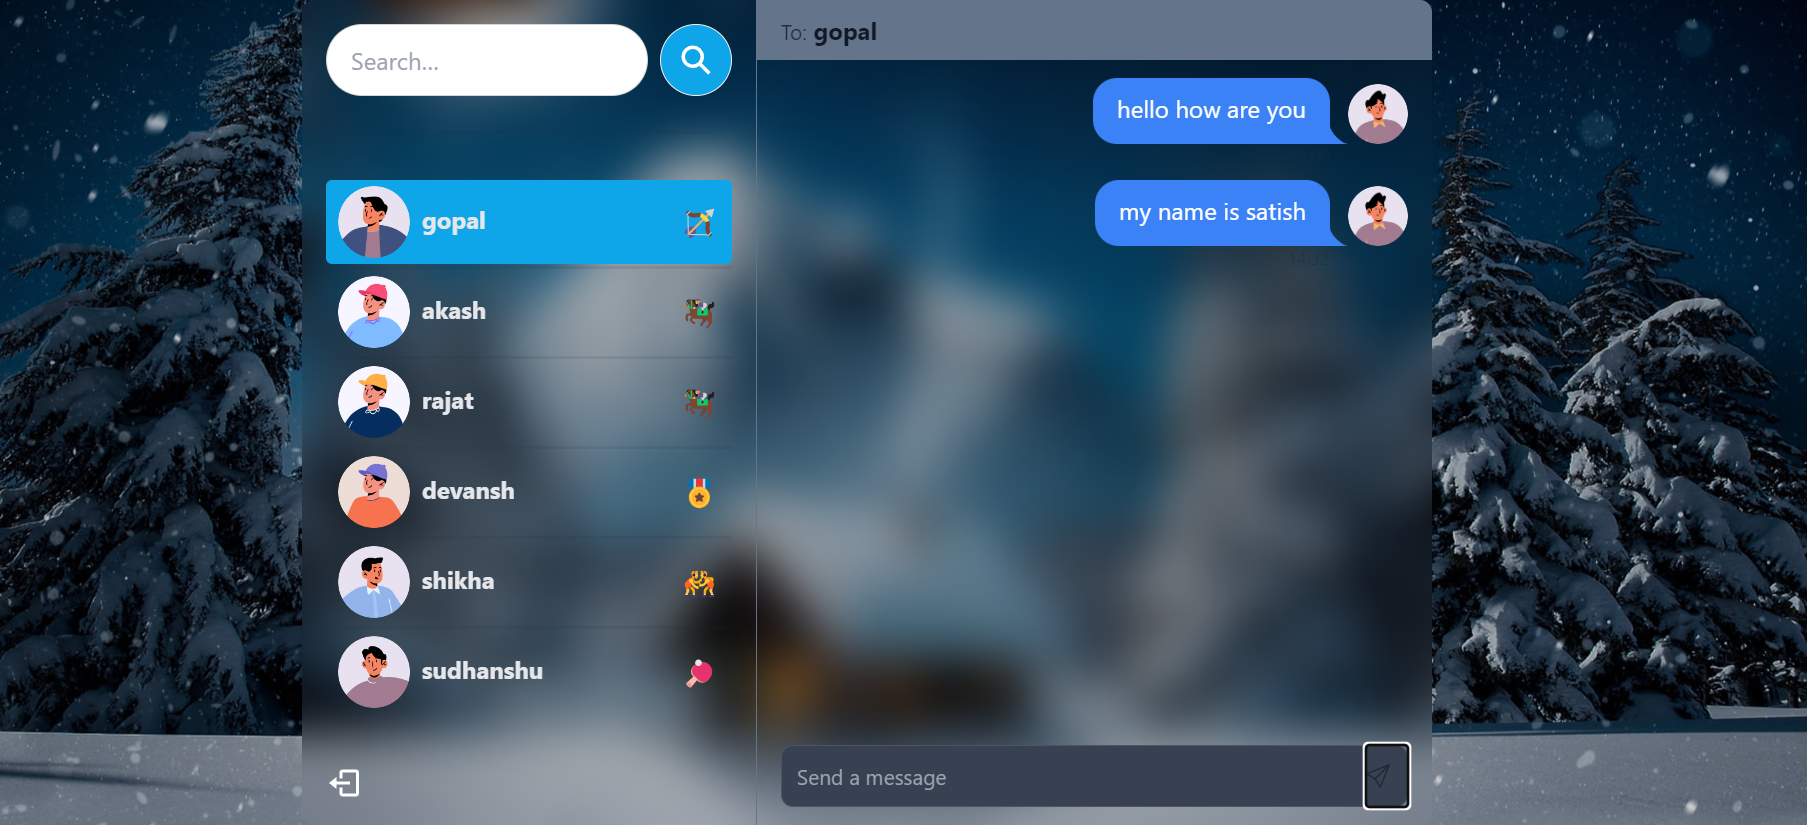 Search...
gopal
akash
rajat
devansh
shikha
sudhanshu
To: gopal
hello how are you
my name is satish
Send a message